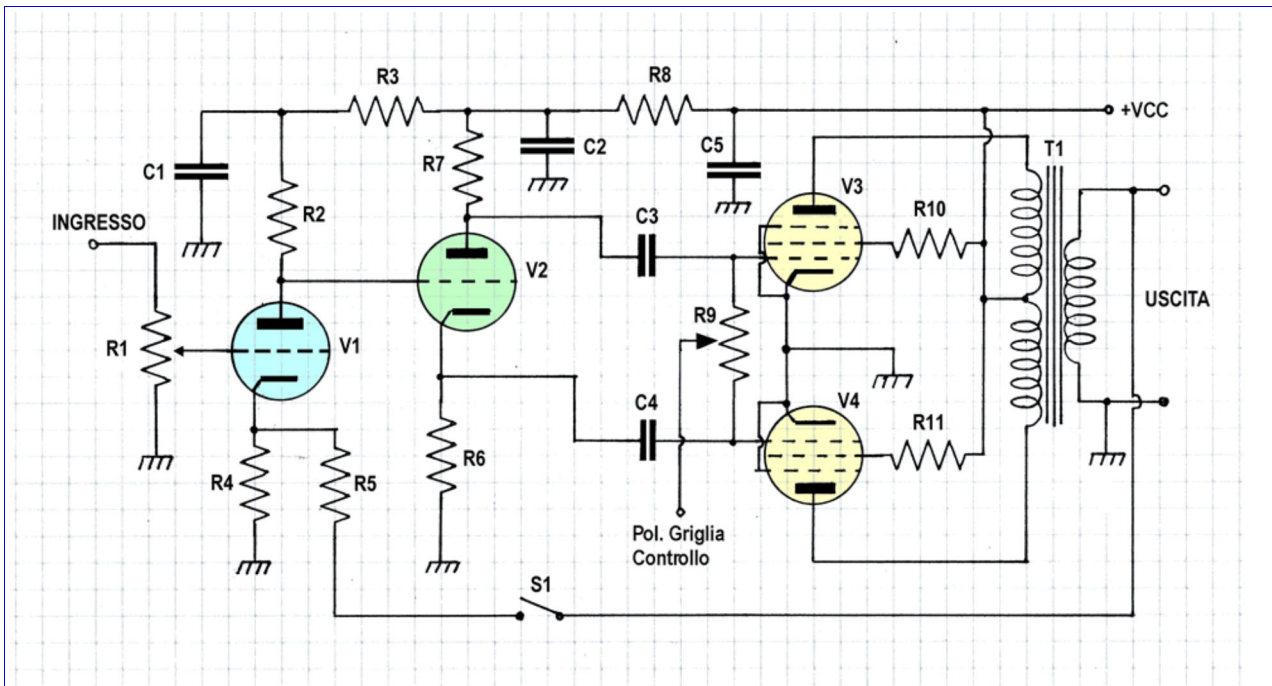 R3
R8
+VCC
C1
R7
C2
C5
T1
V3
INGRESSO
R2
C3
R10
V2
USCITA
R1
V1
R9
C4
V4
R11
R4
R5
R6
Pol. Griglia
Controllo
S1